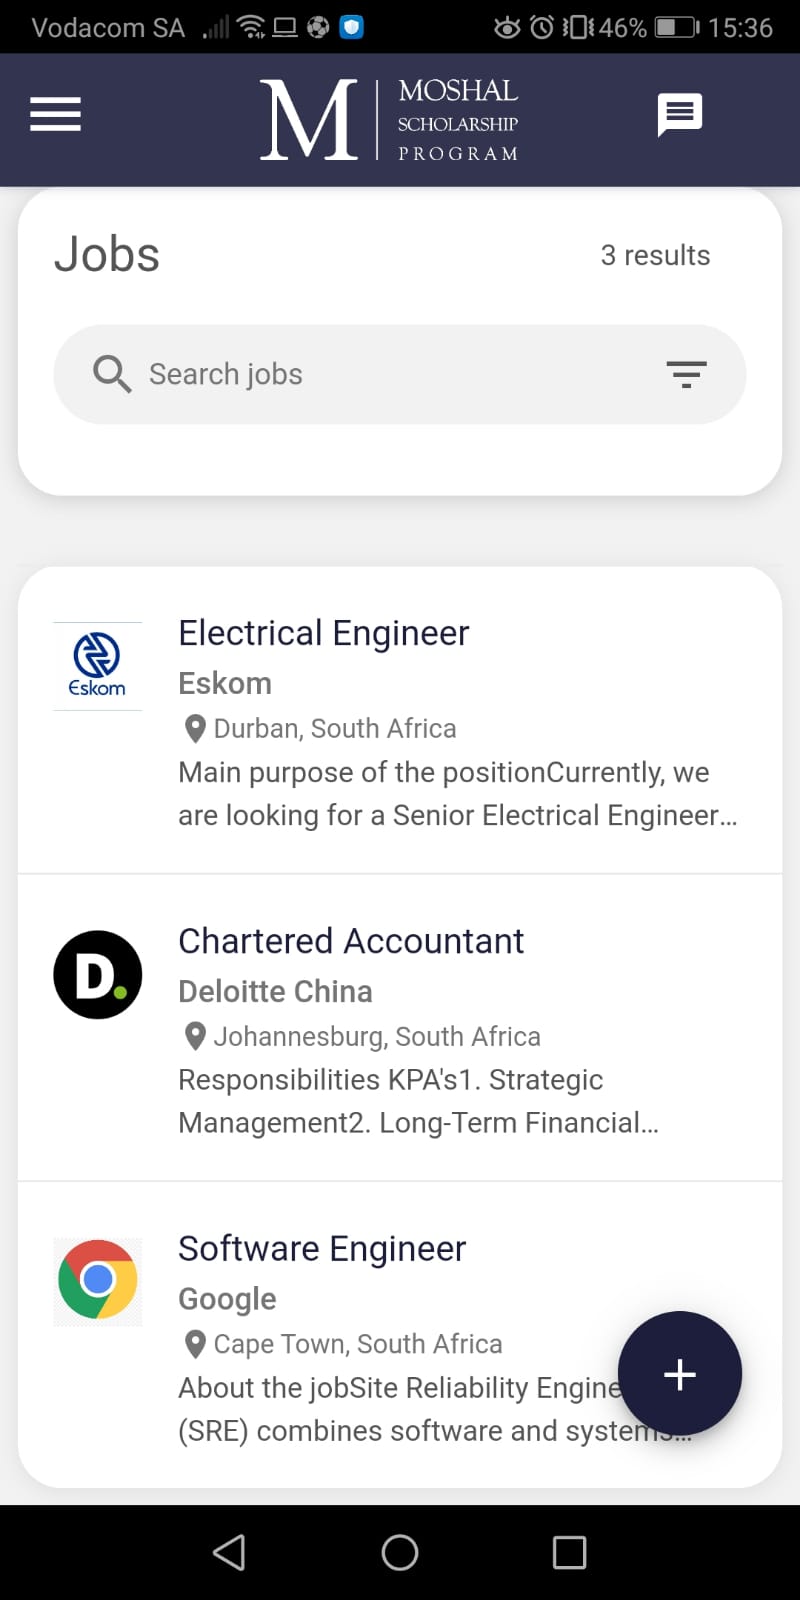 Vodacom SA 46% 15:36
M MOSHAL
SCHOLARSHIP
PROGRAM
Jobs 3 results
Search jobs
Electrical Engineer
Eskom
Eskom
Durban, South Africa
Main purpose of the positionCurrently, we
are looking for a Senior Electrical Engineer...
Chartered Accountant
D.
Deloitte China
Johannesburg, South Africa
Responsibilities KPA's1. Strategic
Management2. Long-Term Financial...
Software Engineer
Google
Cape Town, South Africa
About the jobSite Reliability Engine
(SRE) combines software and systems...
+